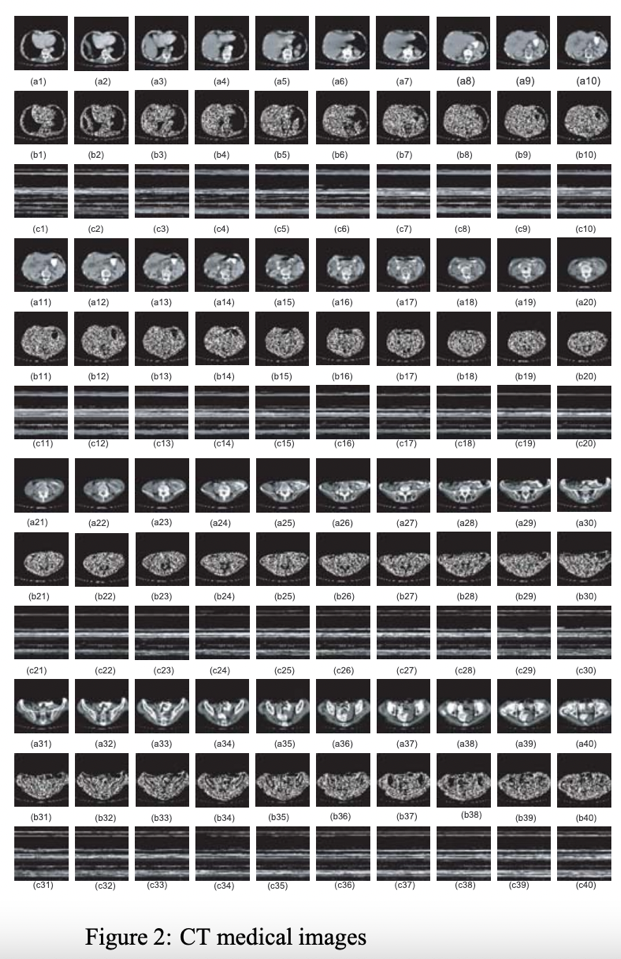 (a1) (a2) (a3) (a4) (a5) (a6) (a7) (a8) (a9) (a10)
(b1) (b2) (b3) (b4) (b5) (b6) (b7) (b8) (b9) (b10)
(c1) (c2) (c3) (c4) (c5) (c6) (c7) (c8) (c9) (c10)
(a11) (a12) (a13) (a14) (a15) (a16) (a17) (a18) (a19) (a20)
(b11) (b12) (b13) (b14) (b15) (b16) (b17) (b18) (b19) (b20)
(c11) (c12) (c13) (c14) (c15) (c16) (c17) (c18) (c19) (c20)
(a21) (a22) (a23) (a24) (a25) (a26) (a27) (a28) (a29) (a30)
(b21) (b22) (b23) (b24) (b25) (b26) (b27) (b28) (b29) (b30)
(c21) (c22) (c23) (c24) (c25) (c26) (c27) (c28) (c29) (c30)
(a31) (a32) (a33) (a34) (a35) (a36) (a37) (a38) (a39) (a40)
(b31) (b32) (b33) (b34) (b35) (b36) (b37) (b38) (b39) (b40)
(c31) (c32) (c33) (c34) (c35) (c36) (c37) (c38) (c39) (c40)
Figure 2: CT medical images